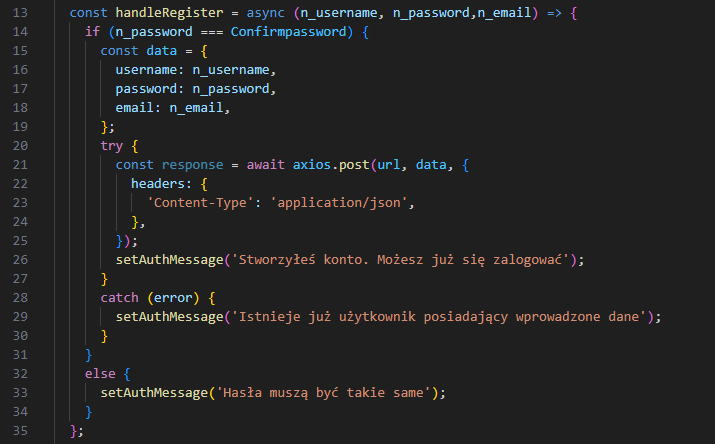 13 const handleRegister = async (n_username, n_password,n_email) => {
14 if (n_password === Confirmpassword) {
15 const data = {
16 username: n_username,
17 password: n_password,
18 email: n_email,
19 };
20 try {
21 const response = await axios.post(url, data, {
22 headers: {
23 'Content-Type': 'application/json',
24 },
25 });
26 setAuthMessage('Stworzyłeś konto. Możesz już się zalogować');
27 }
28 catch (error) {
29 setAuthMessage('Istnieje już użytkownik posiadający wprowadzone dane');
30 }
31 }
32 else {
33 setAuthMessage('Hasła muszą być takie same');
34 }
35 };